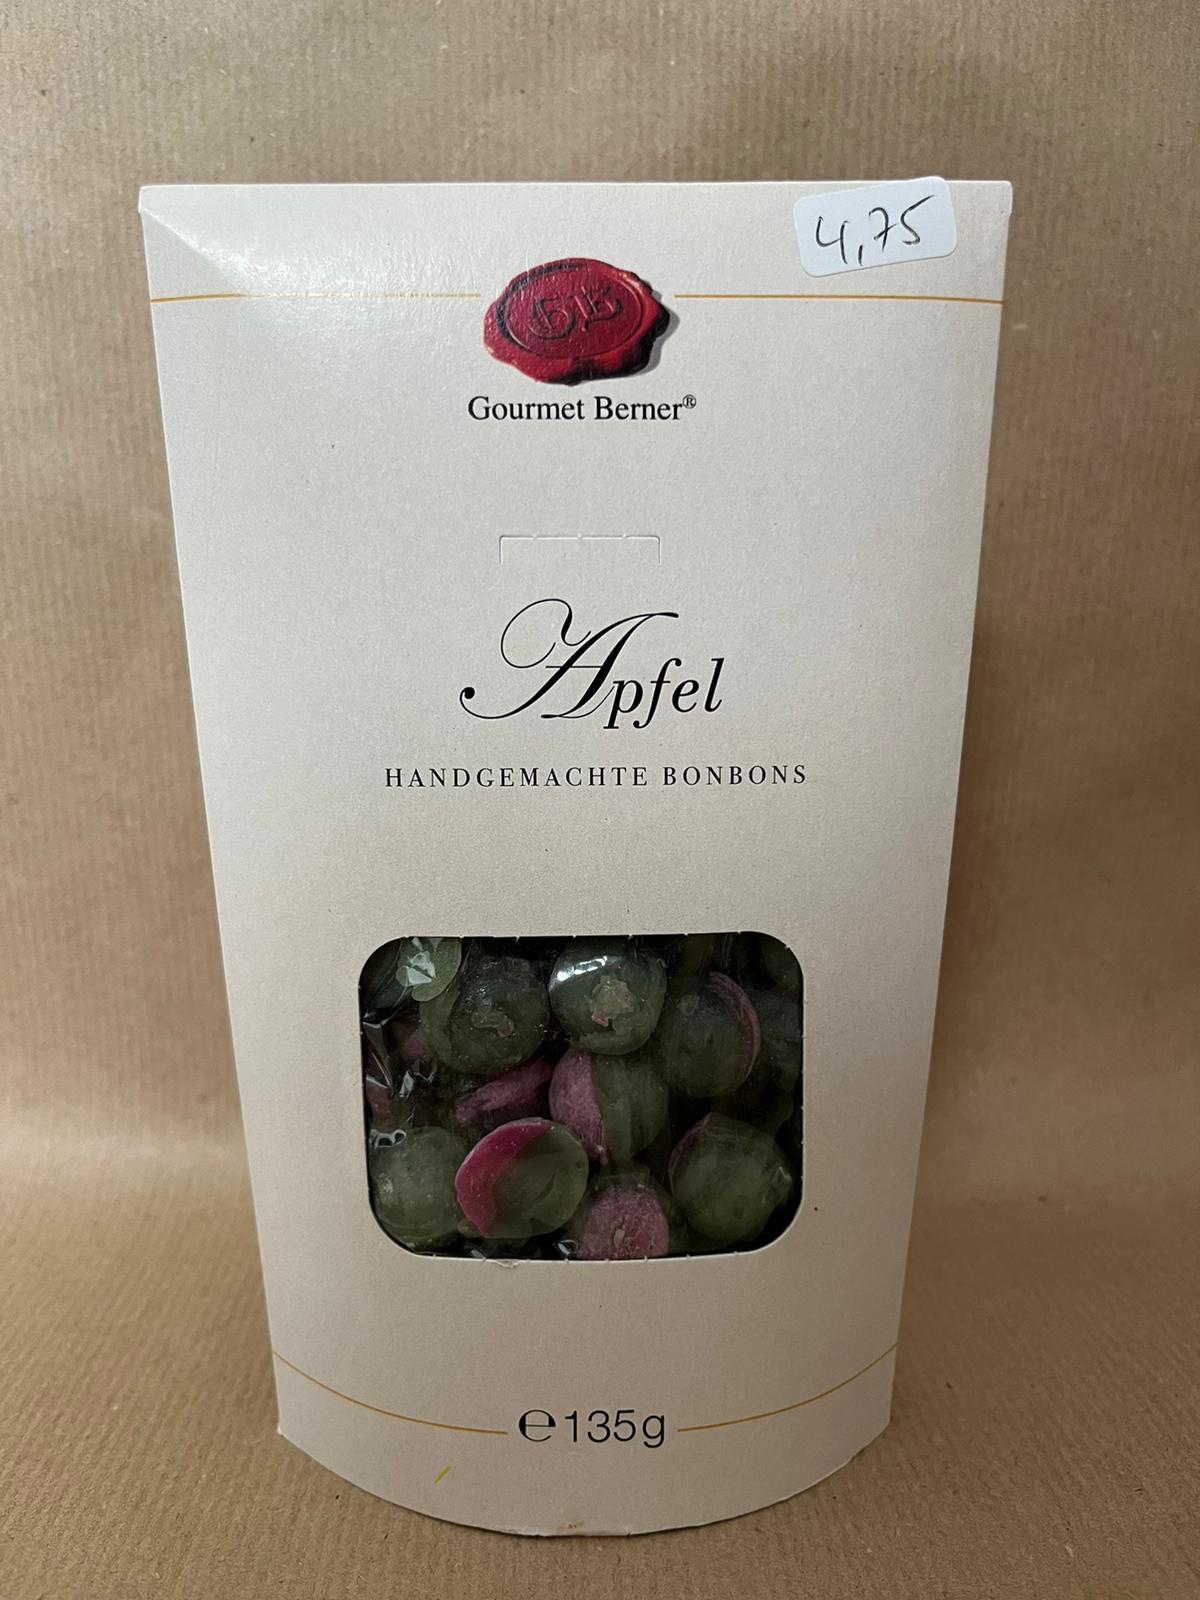 4,75
Gourmet Berner®
Apfel
HANDGEMACHTE BONBONS
℮135g